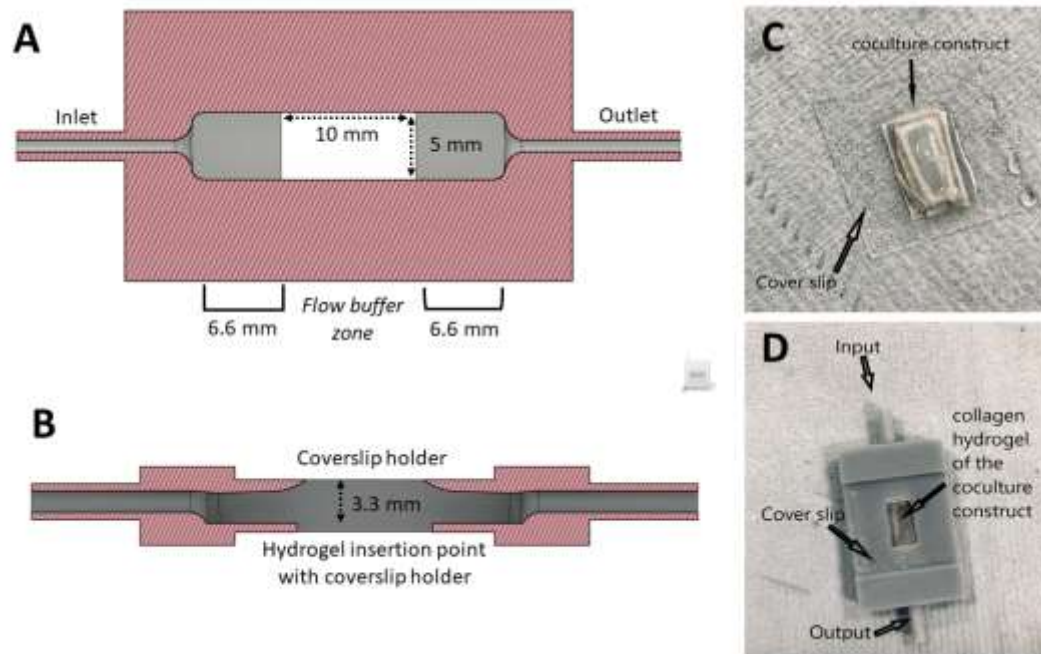 A
Inlet
Outlet
10 mm
5 mm
6.6 mm
Flow buffer
zone
6.6 mm
B
Coverslip holder
3.3 mm
Hydrogel insertion point
with coverslip holder
C
coculture construct
Cover slip
D
Input
collagen
hydrogel
of the
coculture
construct
Cover slip
Output